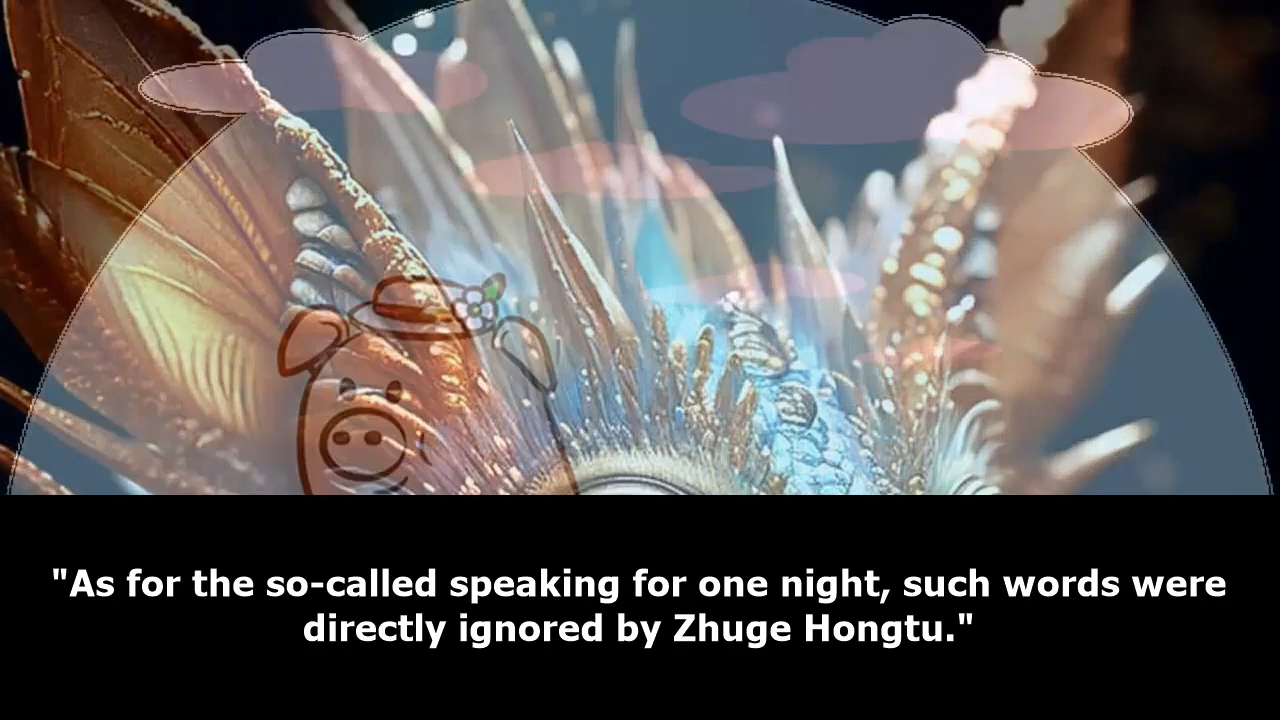 "As for the so-called speaking for one night, such words were
directly ignored by Zhuge Hongtu."